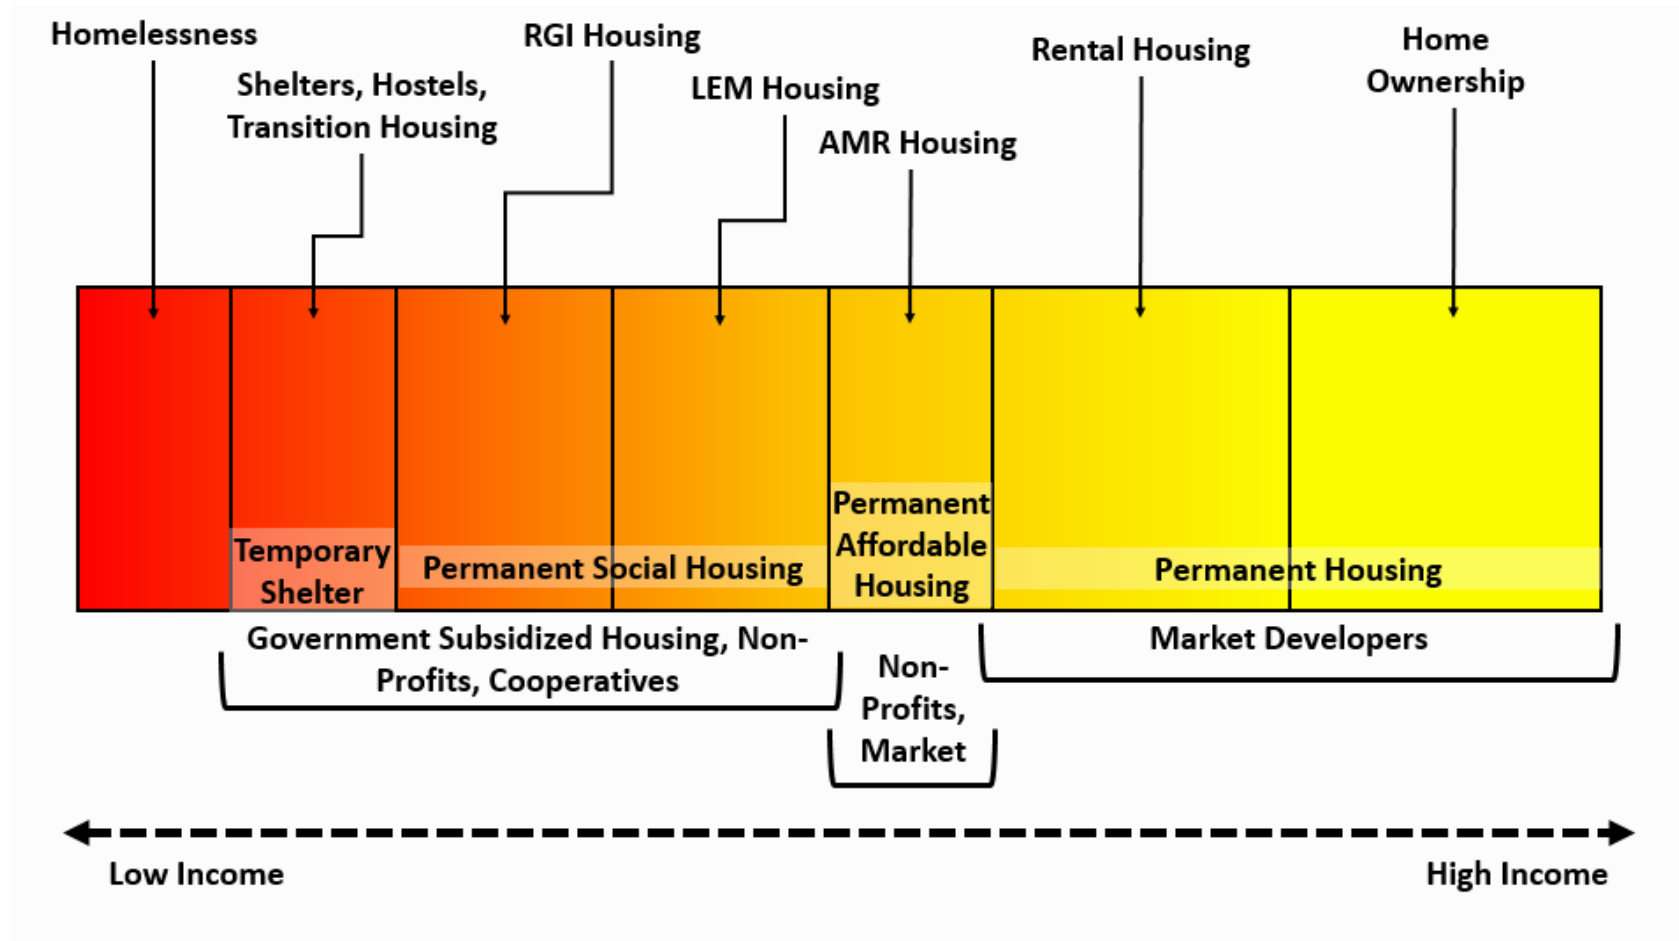 Homelessness
Shelters, Hostels,
Transition Housing
RGI Housing
LEM Housing
AMR Housing
Rental Housing
Home
Ownership
Temporary
Shelter
Permanent Social Housing
Permanent
Affordable
Housing
Permanent Housing
Government Subsidized Housing, Non-
Profits, Cooperatives
Non-
Profits,
Market
Market Developers
Low Income
High Income